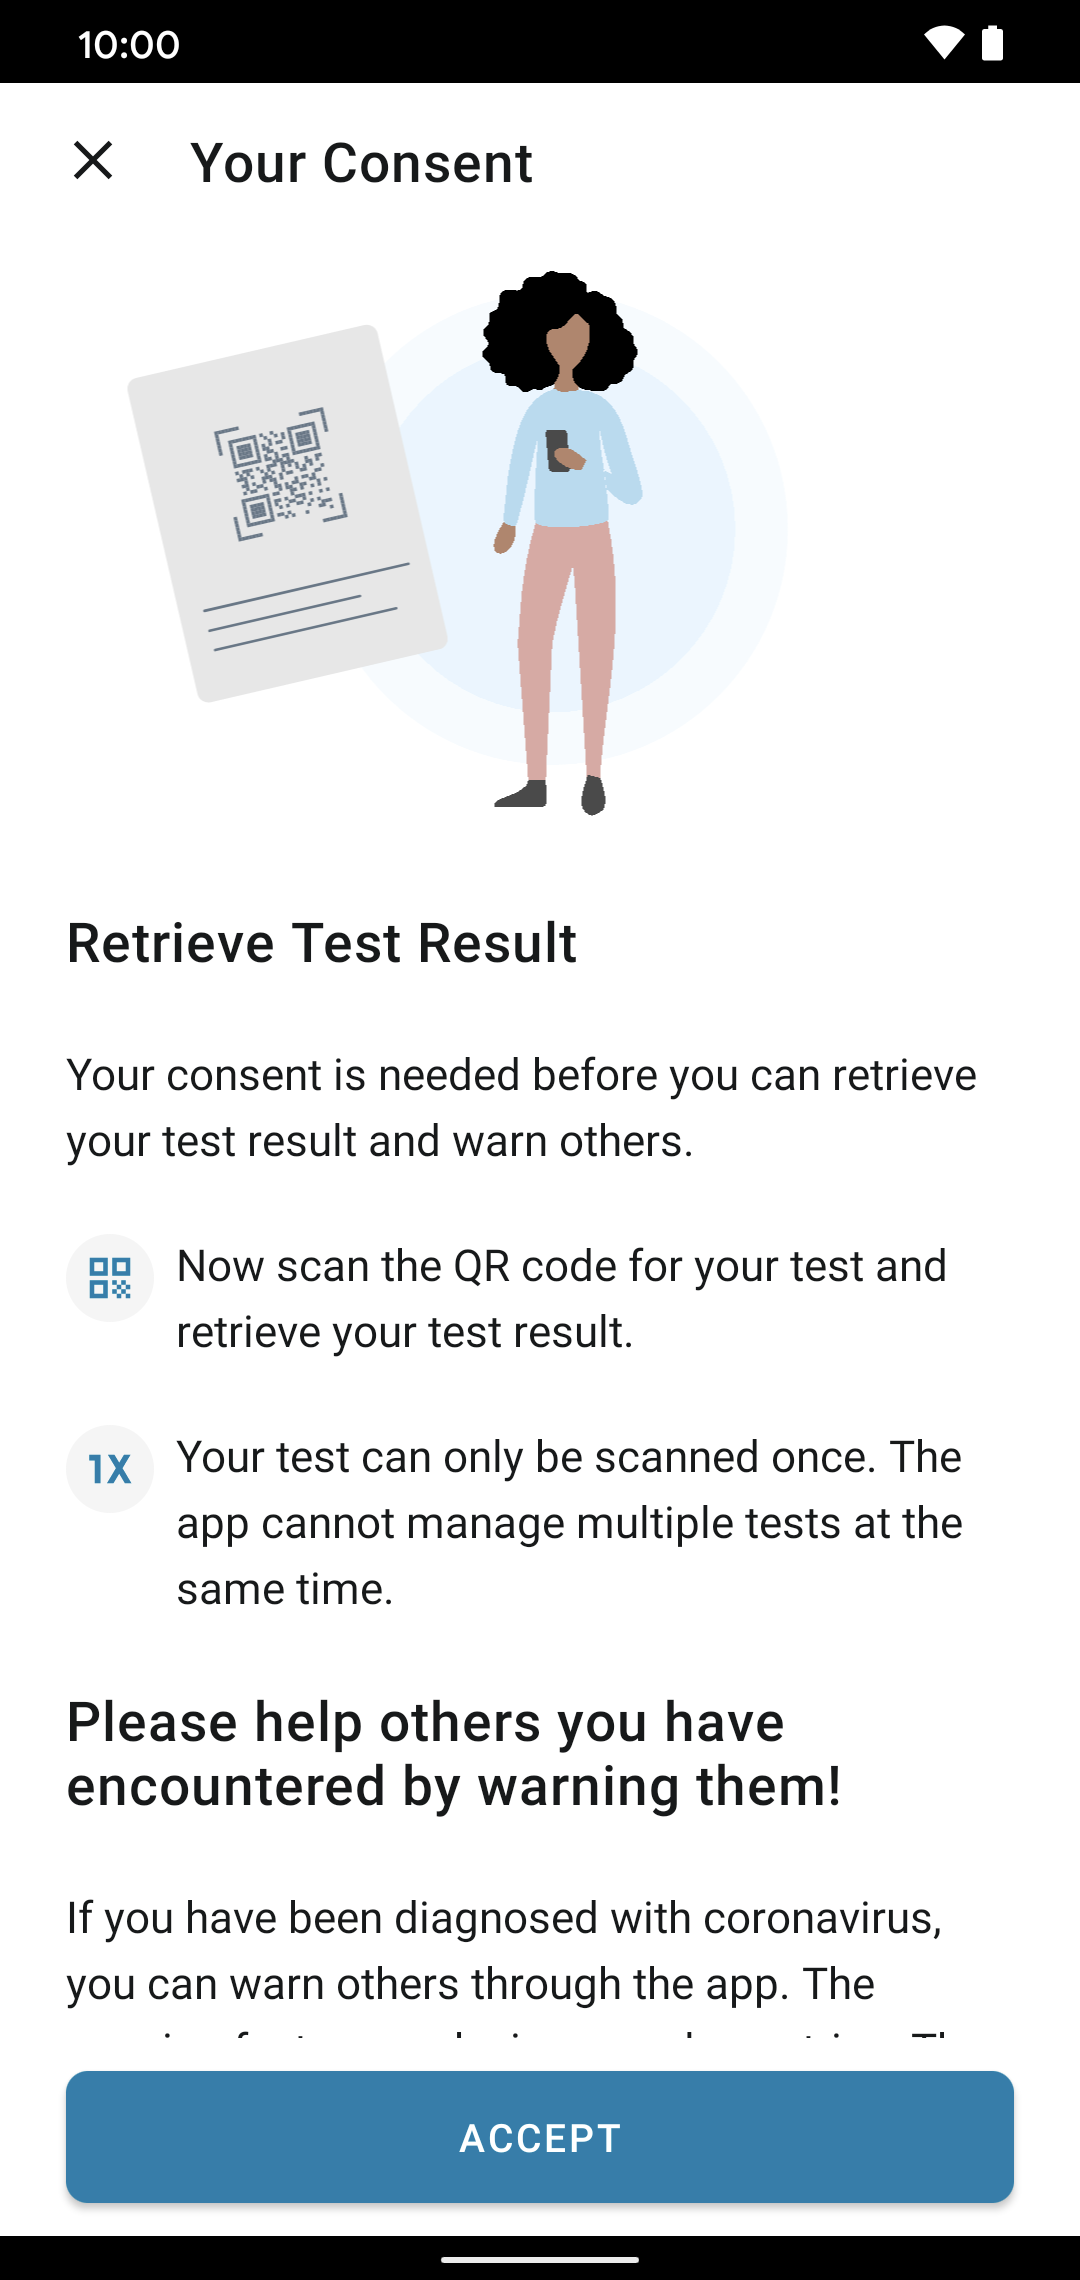 10:00
Your Consent
Retrieve Test Result
Your consent is needed before you can retrieve
your test result and warn others.
Now scan the QR code for your test and
retrieve your test result.
1X
Your test can only be scanned once. The
app cannot manage multiple tests at the
same time.
Please help others you have
encountered by warning them!
If you have been diagnosed with coronavirus,
you can warn others through the app. The
ACCEPT